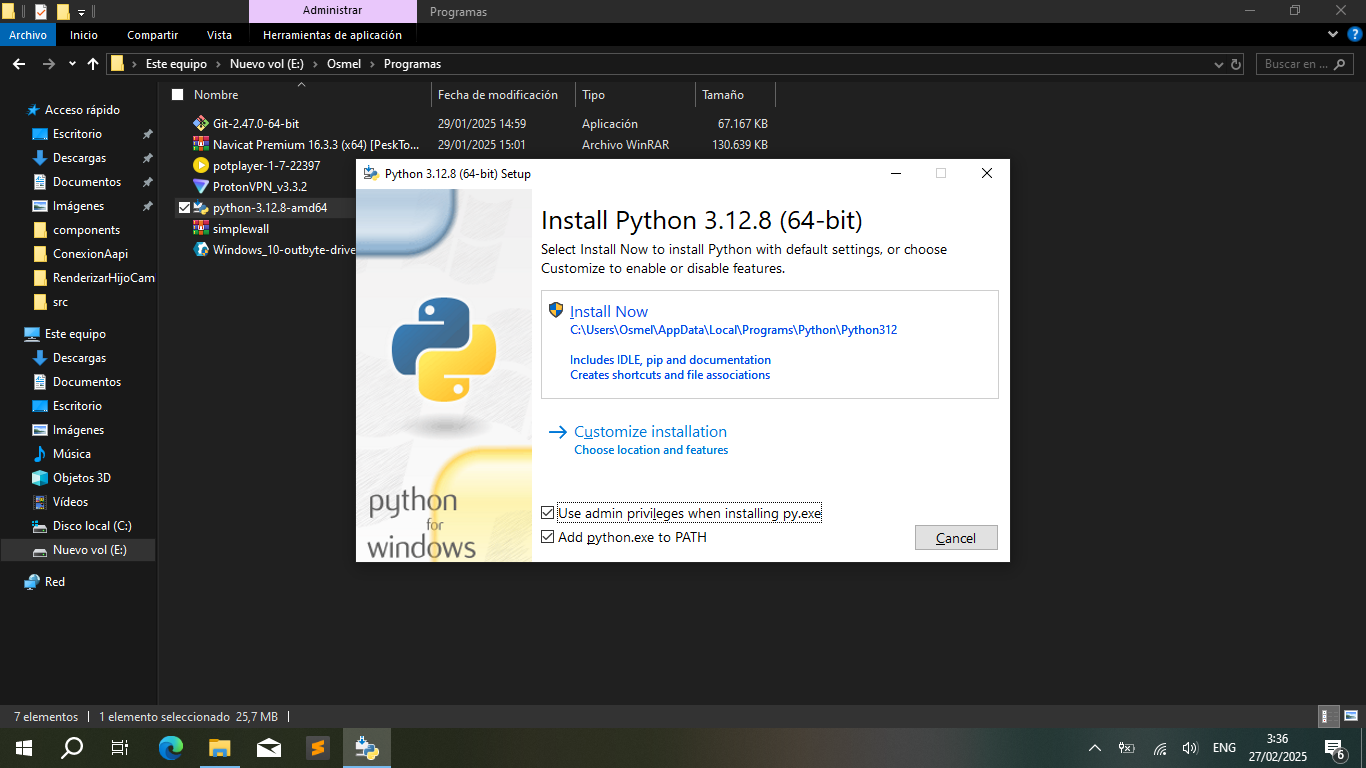 Administrar
Programas
Archivo
Inicio
Compartir
Vista
Herramientas de aplicación
Este equipo
Nuevo vol (E:)
Osmel
Programas
Buscar en ...
Nombre
Fecha de modificación
Tipo
Tamaño
Git-2.47.0-64-bit
29/01/2025 14:59
Aplicación
67.167 KB
Navicat Premium 16.3.3 (x64) [PeskTo...
29/01/2025 15:01
Archivo WinRAR
130.639 KB
potplayer-1-7-22397
ProtonVPN_v3.3.2
python-3.12.8-amd64
simplewall
Windows_10-outbyte-drive
Acceso rápido
Escritorio
Descargas
Documentos
Imágenes
components
ConexionAapi
RenderizarHijoCam
src
Este equipo
Descargas
Documentos
Escritorio
Imágenes
Música
Objetos 3D
Vídeos
Disco local (C:)
Nuevo vol (E:)
Red
Python 3.12.8 (64-bit) Setup
Install Python 3.12.8 (64-bit)
Select Install Now to install Python with default settings, or choose
Customize to enable or disable features.
Install Now
C:\Users\Osmel\AppData\Local\Programs\Python\Python312
Includes IDLE, pip and documentation
Creates shortcuts and file associations
Customize installation
Choose location and features
Use admin privileges when installing py.exe
Add python.exe to PATH
Cancel
python
for
windows
7 elementos
1 elemento seleccionado 25,7 MB
ENG
3:36
27/02/2025
6